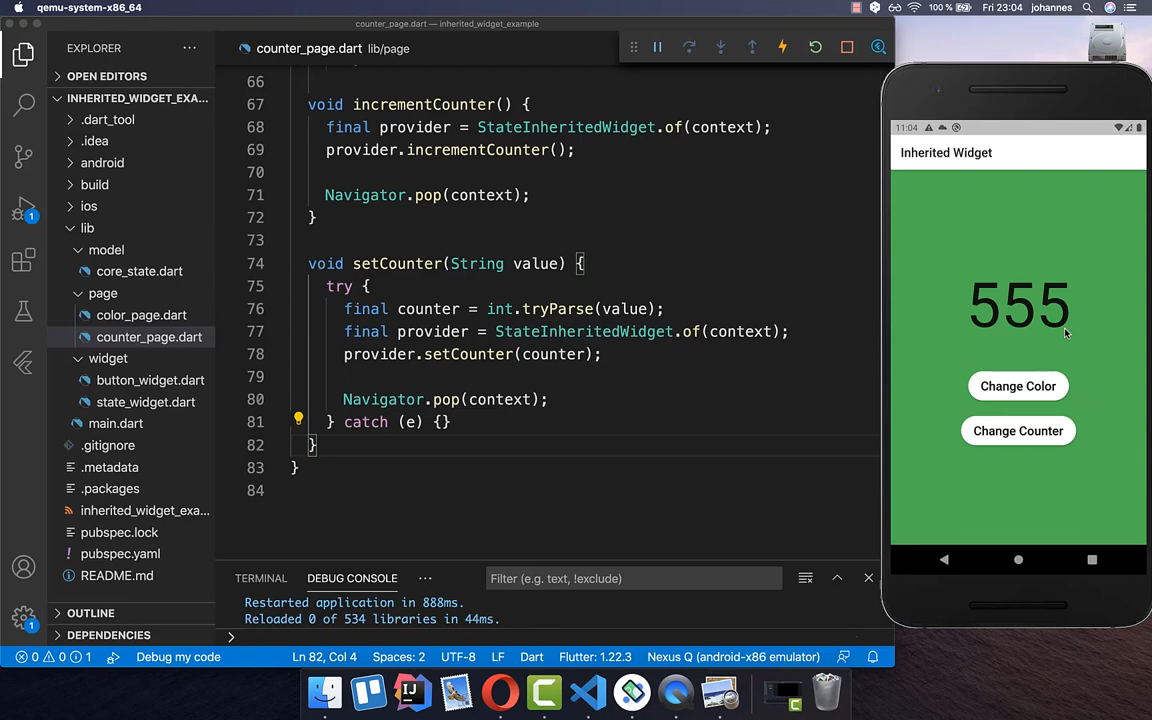 qemu-system-x86_64
100 %
Fri 23:04
johannes
counter_page.dart — inherited_widget_example
EXPLORER
OPEN EDITORS
INHERITED_WIDGET_EXA...
.dart_tool
.idea
android
build
ios
lib
model
core_state.dart
page
color_page.dart
counter_page.dart
widget
button_widget.dart
state_widget.dart
main.dart
.gitignore
.metadata
.packages
inherited_widget_exa...
pubspec.lock
pubspec.yaml
README.md
OUTLINE
DEPENDENCIES
1
1
counter_page.dart lib/page
66
67 void incrementCounter() {
68 final provider = StateInheritedWidget.of(context);
69 provider.incrementCounter();
70
71 Navigator.pop(context);
72 }
73
74 void setCounter(String value) {
75 try {
76 final counter = int.tryParse(value);
77 final provider = StateInheritedWidget.of(context);
78 provider.setCounter(counter);
79
80 Navigator.pop(context);
81 } catch (e) {}
82 }
83 }
84
TERMINAL DEBUG CONSOLE ... Filter (e.g. text, !exclude)
Restarted application in 888ms.
Reloaded 0 of 534 libraries in 44ms.
0 0 1 Debug my code Ln 82, Col 4 Spaces: 2 UTF-8 LF Dart Flutter: 1.22.3 Nexus Q (android-x86 emulator)
11:04
Inherited Widget
555
Change Color
Change Counter